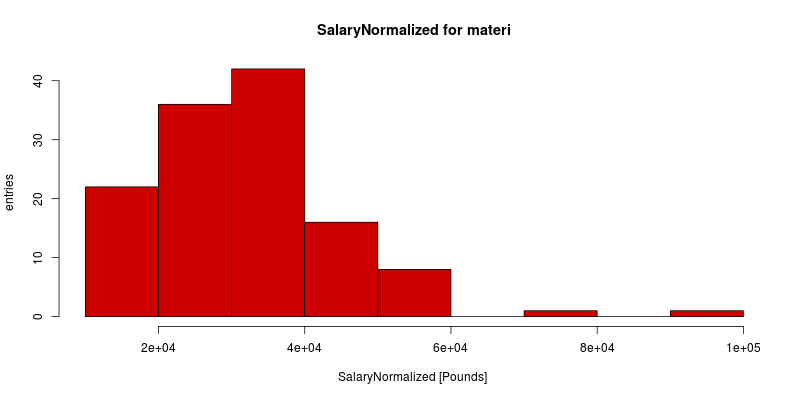 SalaryNormalized for materi
entries
40
30
20
10
0
2e+04 4e+04 6e+04 8e+04 1e+05
SalaryNormalized [Pounds]